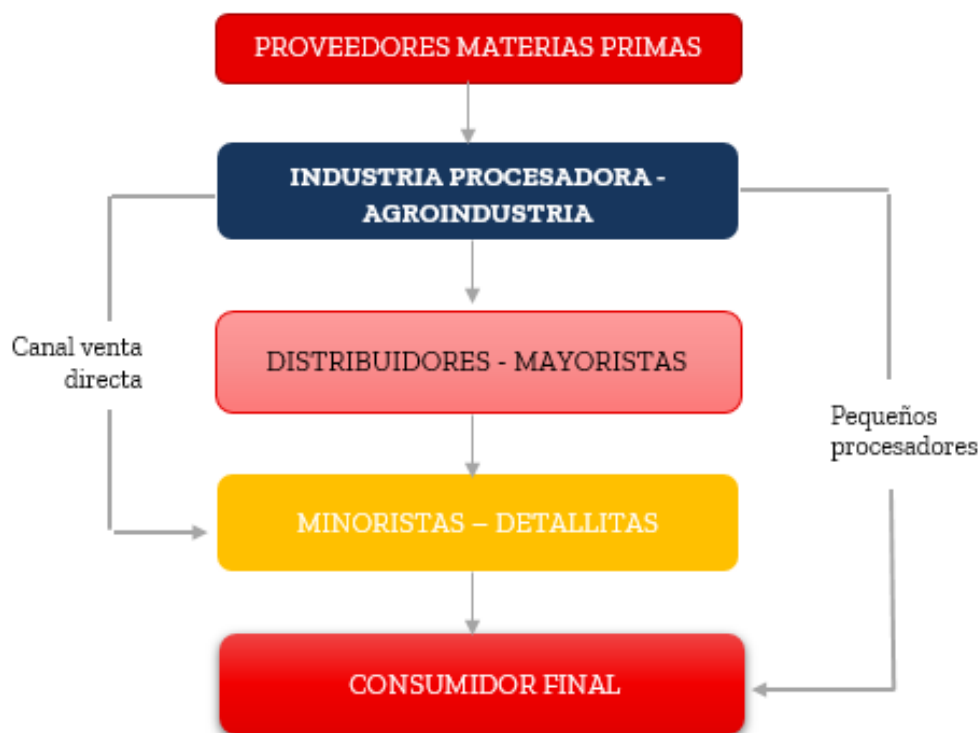 PROVEEDORES MATERIAS PRIMAS
INDUSTRIA PROCESADORA -
AGROINDUSTRIA
Canal venta
directa
DISTRIBUIDORES - MAYORISTAS
Pequeños
procesadores
MINORISTAS – DETALLITAS
CONSUMIDOR FINAL